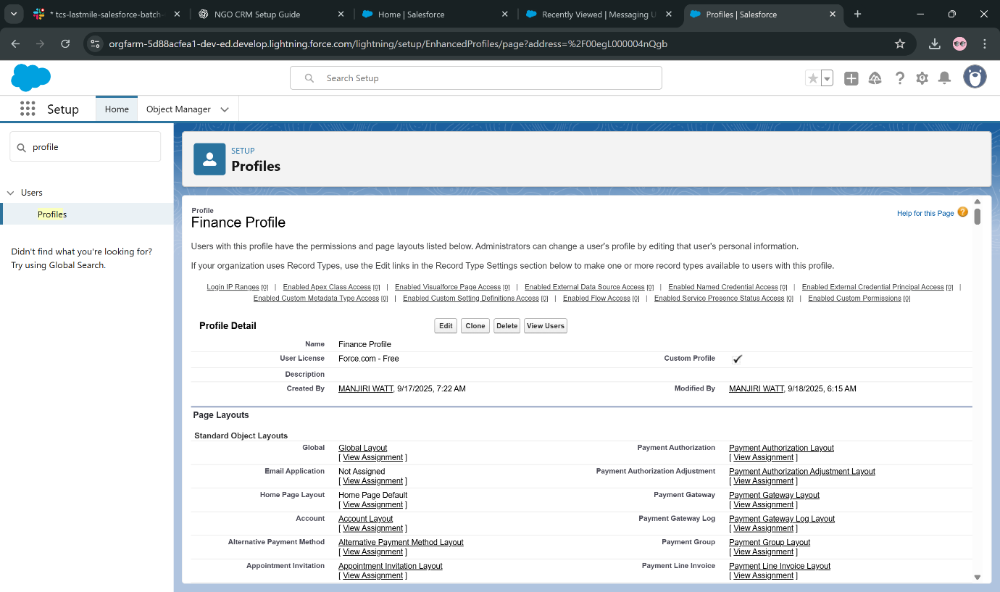 * tcs-lastmile-salesforce-batch-
NGO CRM Setup Guide
Home | Salesforce
Recently Viewed | Messaging U
Profiles | Salesforce
orgfarm-5d88acfea1-dev-ed.develop.lightning.force.com/lightning/setup/EnhancedProfiles/page?address=%2F00egL000004nQgb
Search Setup
Setup Home Object Manager
profile
Users
Profiles
Didn't find what you're looking for?
Try using Global Search.
SETUP
Profiles
Profile
Finance Profile
Help for this Page
Users with this profile have the permissions and page layouts listed below. Administrators can change a user's profile by editing that user's personal information.
If your organization uses Record Types, use the Edit links in the Record Type Settings section below to make one or more record types available to users with this profile.
Login IP Ranges [0] | Enabled Apex Class Access [0] | Enabled Visualforce Page Access [0] | Enabled External Data Source Access [0] | Enabled Named Credential Access [0] | Enabled External Credential Principal Access [0] |
Enabled Custom Metadata Type Access [0] | Enabled Custom Setting Definitions Access [0] | Enabled Flow Access [0] | Enabled Service Presence Status Access [0] | Enabled Custom Permissions [0]
Profile Detail Edit Clone Delete View Users
Name Finance Profile
User License Force.com - Free Custom Profile
Description
Created By MANJIRI WATT, 9/17/2025, 7:22 AM Modified By MANJIRI WATT, 9/18/2025, 6:15 AM
Page Layouts
Standard Object Layouts
Global Global Layout Payment Authorization Payment Authorization Layout
[ View Assignment ] [ View Assignment ]
Email Application Not Assigned Payment Authorization Adjustment Payment Authorization Adjustment Layout
[ View Assignment ] [ View Assignment ]
Home Page Layout Home Page Default Payment Gateway Payment Gateway Layout
[ View Assignment ] [ View Assignment ]
Account Account Layout Payment Gateway Log Payment Gateway Log Layout
[ View Assignment ] [ View Assignment ]
Alternative Payment Method Alternative Payment Method Layout Payment Group Payment Group Layout
[ View Assignment ] [ View Assignment ]
Appointment Invitation Appointment Invitation Layout Payment Line Invoice Payment Line Invoice Layout
[ View Assignment ] [ View Assignment ]